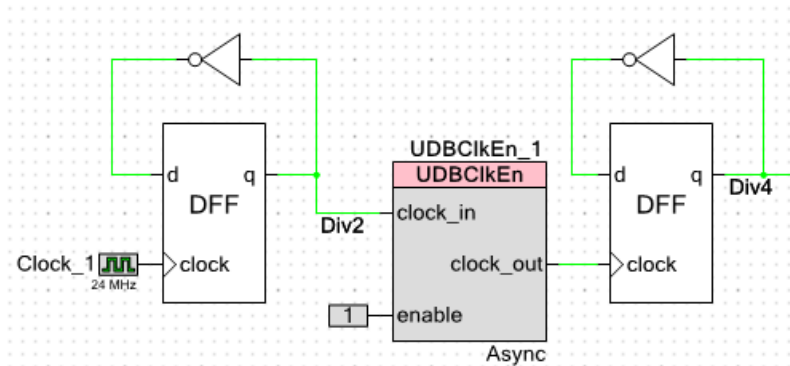 d
q
DFF
clock
Clock_1
24 MHz
Div2
UDBClkEn_1
UDBClkEn
clock_in
clock_out
1
enable
Async
d
q
DFF
clock
Div4